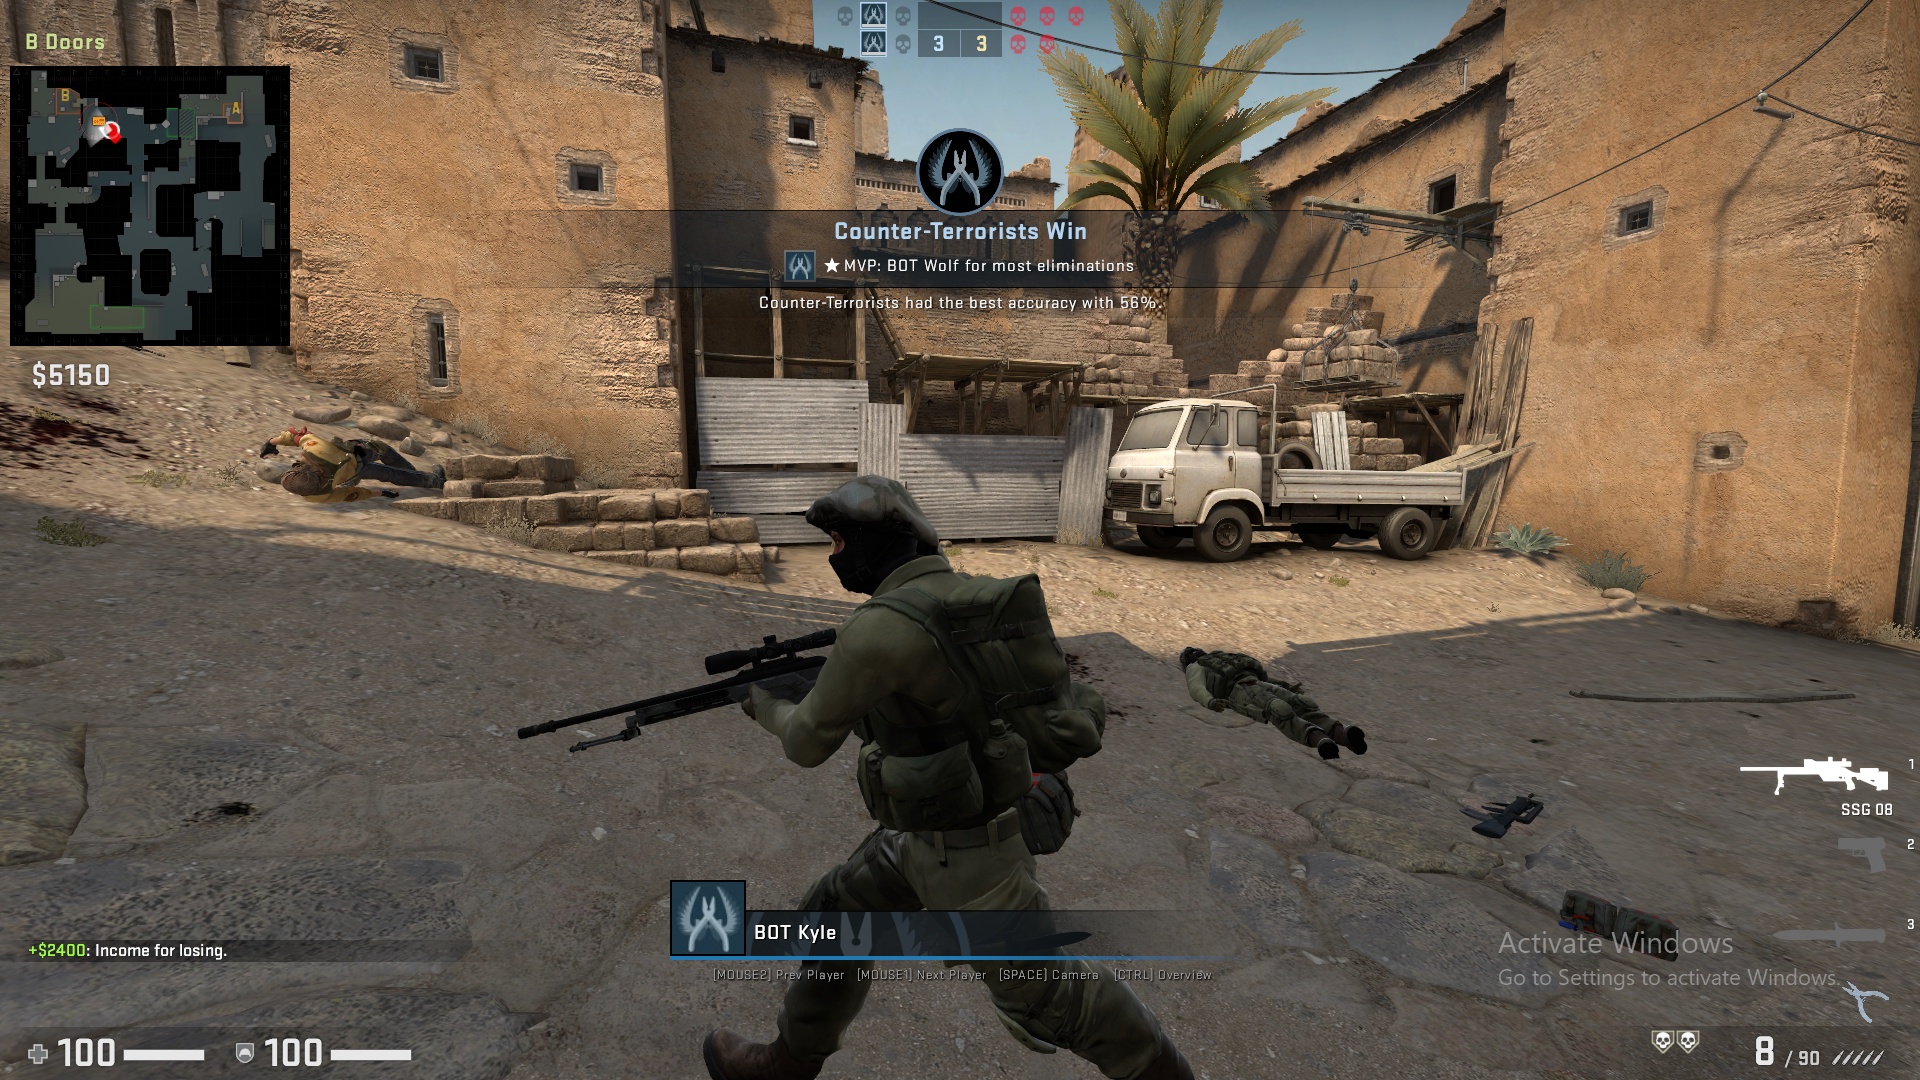 B Doors
B
A
3 3
Counter-Terrorists Win
★ MVP: BOT Wolf for most eliminations
Counter-Terrorists had the best accuracy with 56%.
$5150
1
SSG 08
2
3
BOT Kyle
+$2400: Income for losing.
[MOUSE2] Prev Player [MOUSE1] Next Player [SPACE] Camera [CTRL] Overview
Activate Windows
Go to Settings to activate Windows.
100 100
8 / 90